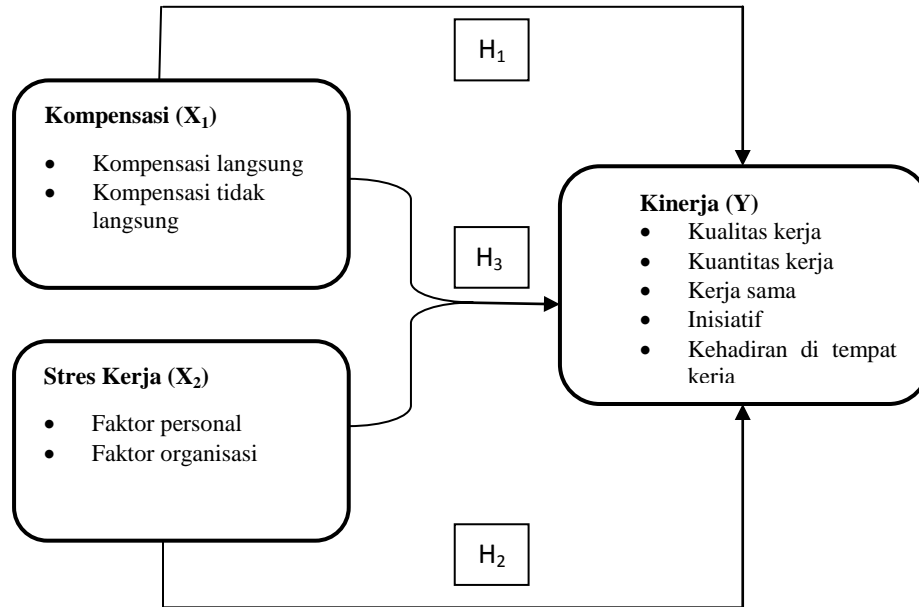 H₁
Kompensasi (X₁)
• Kompensasi langsung
• Kompensasi tidak
langsung
Kinerja (Y)
• Kualitas kerja
• Kuantitas kerja
• Kerja sama
• Inisiatif
• Kehadiran di tempat
kerja
H₃
Stres Kerja (X₂)
• Faktor personal
• Faktor organisasi
H₂